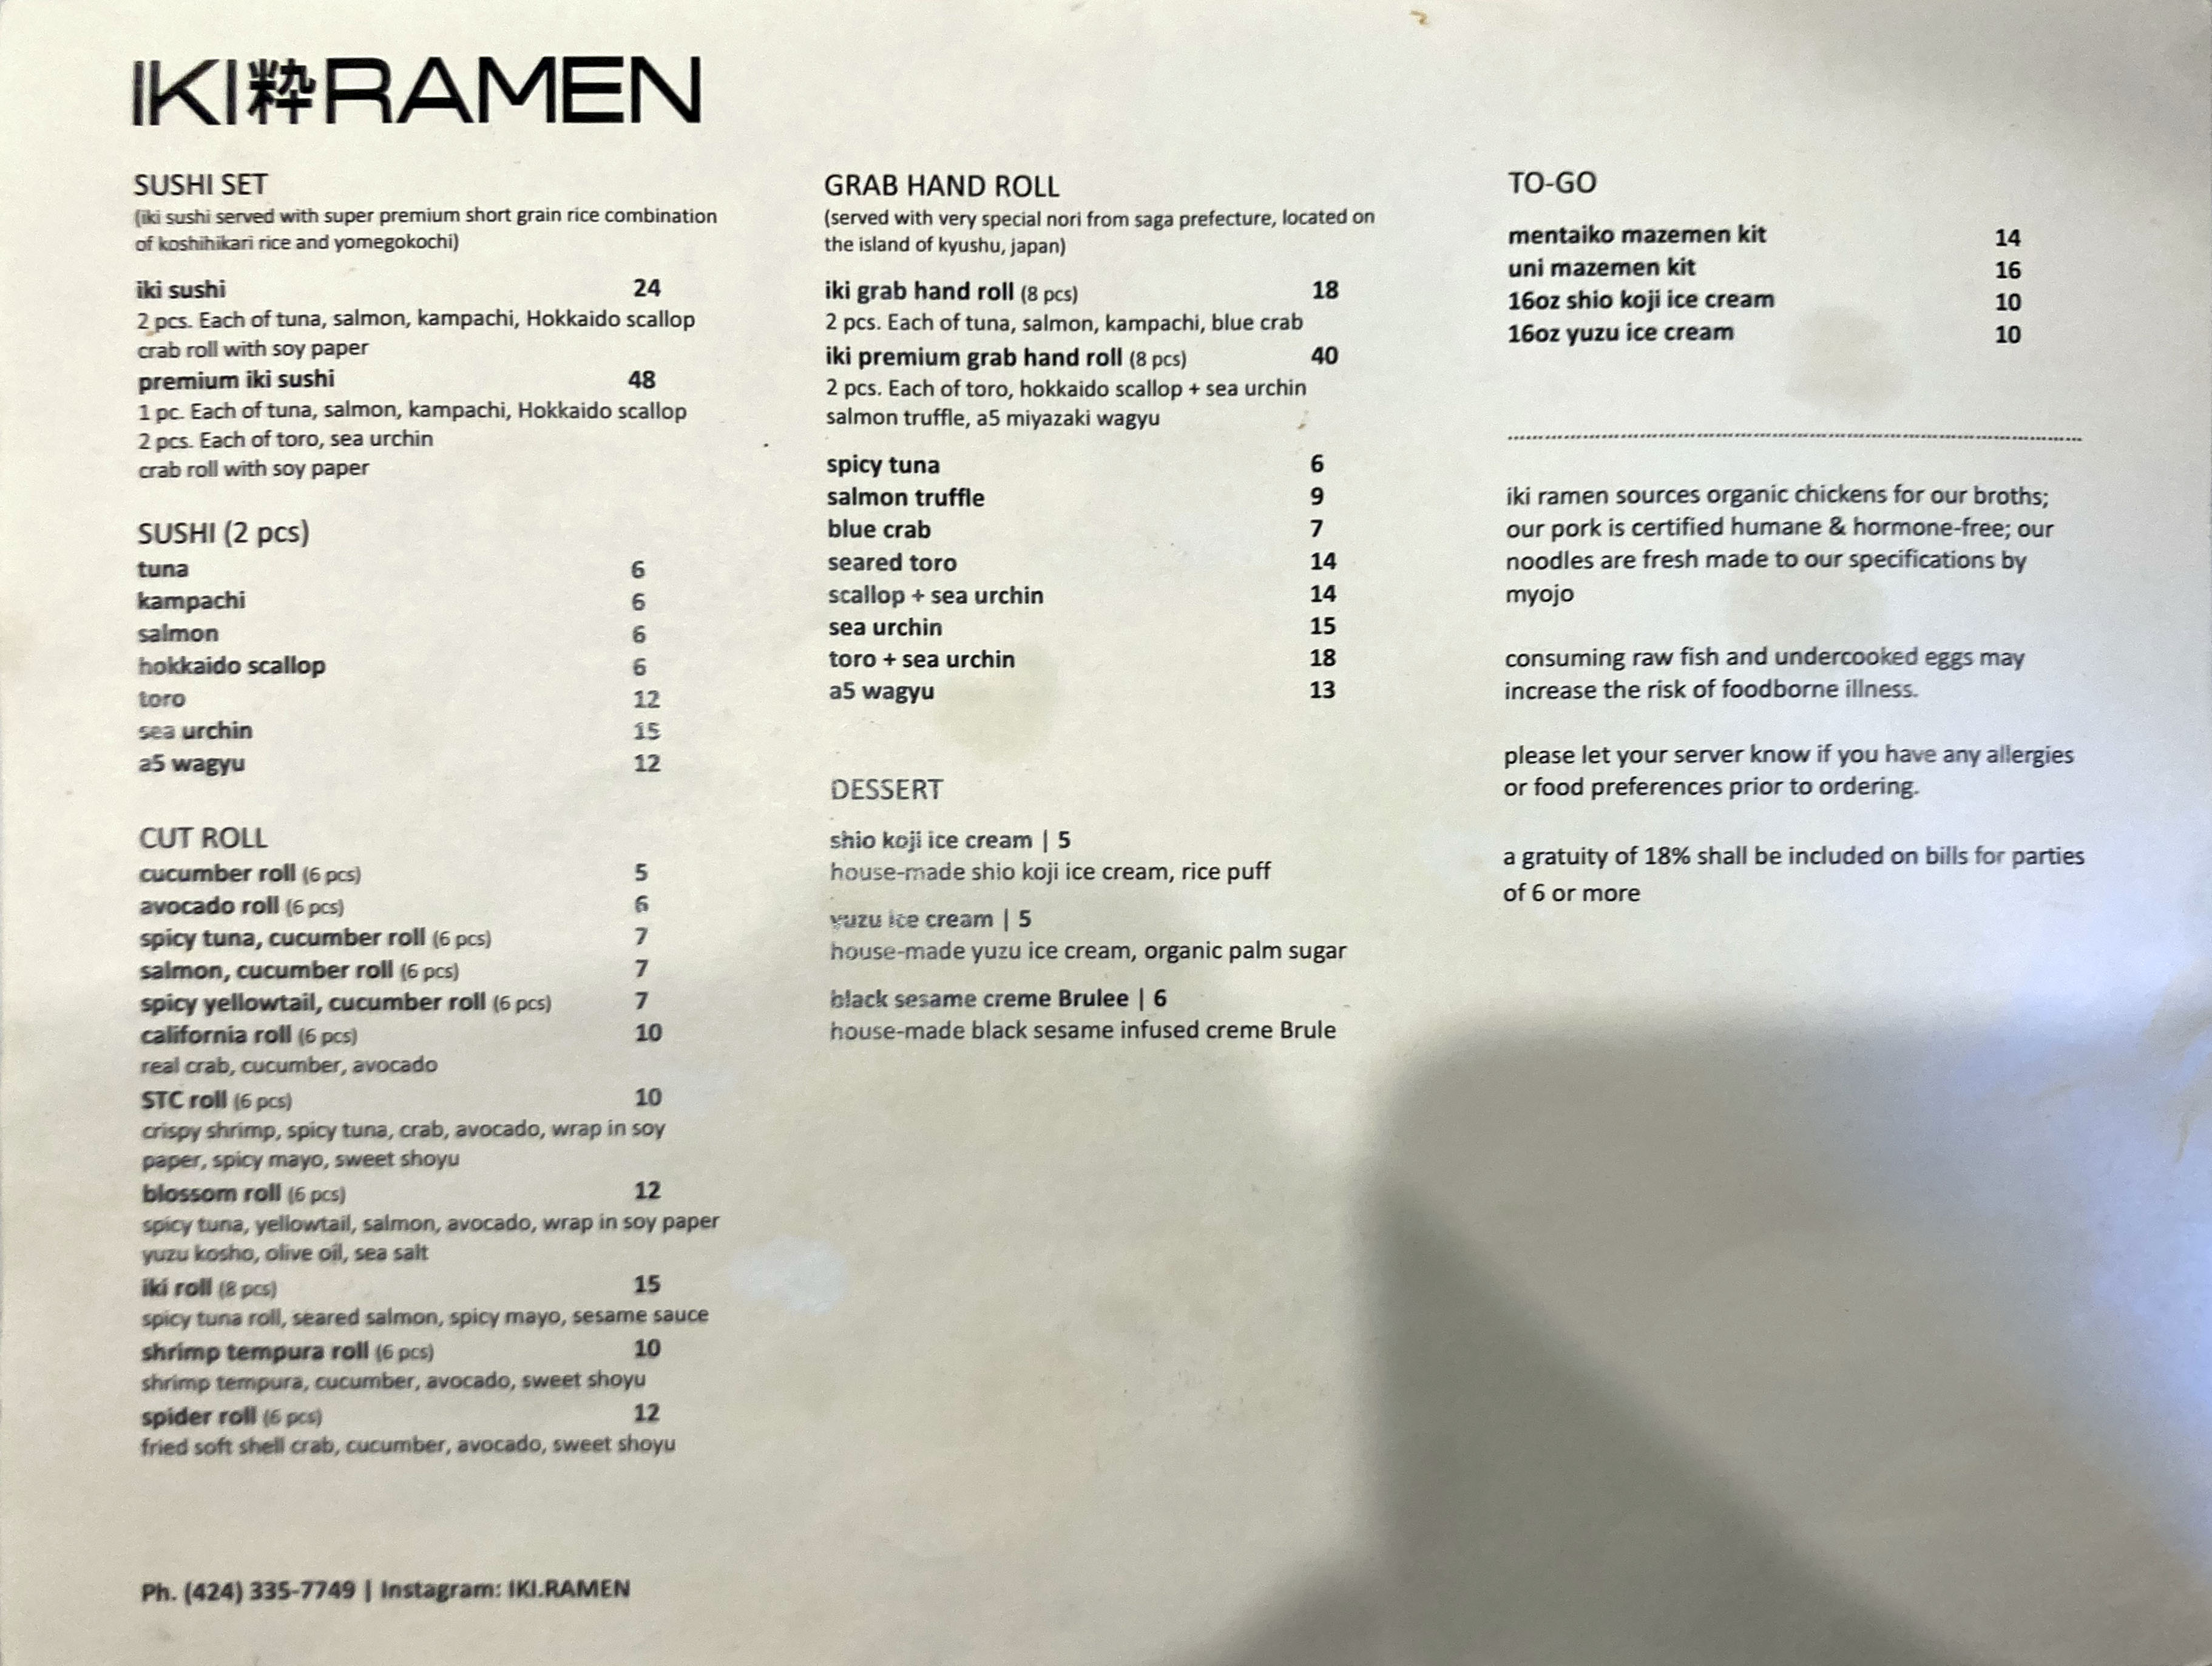 IKI粋RAMEN
SUSHI SET
(iki sushi served with super premium short grain rice combination
of koshihikari rice and yomegokochi)
iki sushi 24
2 pcs. Each of tuna, salmon, kampachi, Hokkaido scallop
crab roll with soy paper
premium iki sushi 48
1 pc. Each of tuna, salmon, kampachi, Hokkaido scallop
2 pcs. Each of toro, sea urchin
crab roll with soy paper
SUSHI (2 pcs)
tuna 6
kampachi 6
salmon 6
hokkaido scallop 6
toro 12
sea urchin 15
a5 wagyu 12
CUT ROLL
cucumber roll (6 pcs) 5
avocado roll (6 pcs) 6
spicy tuna, cucumber roll (6 pcs) 7
salmon, cucumber roll (6 pcs) 7
spicy yellowtail, cucumber roll (6 pcs) 7
california roll (6 pcs) 10
real crab, cucumber, avocado
STC roll (6 pcs) 10
crispy shrimp, spicy tuna, crab, avocado, wrap in soy
paper, spicy mayo, sweet shoyu
blossom roll (6 pcs) 12
spicy tuna, yellowtail, salmon, avocado, wrap in soy paper
yuzu kosho, olive oil, sea salt
iki roll (8 pcs) 15
spicy tuna roll, seared salmon, spicy mayo, sesame sauce
shrimp tempura roll (6 pcs) 10
shrimp tempura, cucumber, avocado, sweet shoyu
spider roll (6 pcs) 12
fried soft shell crab, cucumber, avocado, sweet shoyu
Ph. (424) 335-7749 | Instagram: IKI.RAMEN
GRAB HAND ROLL
(served with very special nori from saga prefecture, located on
the island of kyushu, japan)
iki grab hand roll (8 pcs) 18
2 pcs. Each of tuna, salmon, kampachi, blue crab
iki premium grab hand roll (8 pcs) 40
2 pcs. Each of toro, hokkaido scallop + sea urchin
salmon truffle, a5 miyazaki wagyu
spicy tuna 6
salmon truffle 9
blue crab 7
seared toro 14
scallop + sea urchin 14
sea urchin 15
toro + sea urchin 18
a5 wagyu 13
DESSERT
shio koji ice cream | 5
house-made shio koji ice cream, rice puff
yuzu ice cream | 5
house-made yuzu ice cream, organic palm sugar
black sesame creme Brulee | 6
house-made black sesame infused creme Brule
TO-GO
mentaiko mazemen kit 14
uni mazemen kit 16
16oz shio koji ice cream 10
16oz yuzu ice cream 10
iki ramen sources organic chickens for our broths;
our pork is certified humane & hormone-free; our
noodles are fresh made to our specifications by
myojo
consuming raw fish and undercooked eggs may
increase the risk of foodborne illness.
please let your server know if you have any allergies
or food preferences prior to ordering.
a gratuity of 18% shall be included on bills for parties
of 6 or more